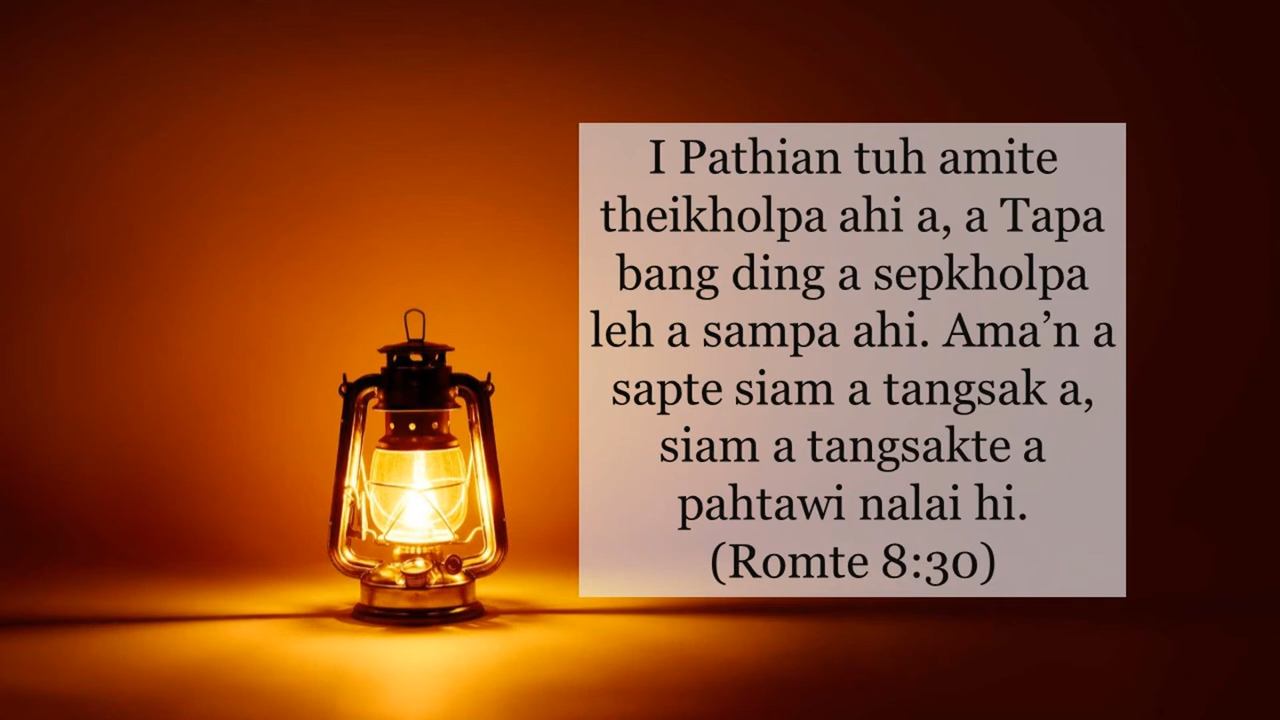 I Pathian tuh amite
theikholpa ahi a, a Tapa
bang ding a sepkholpa
leh a sampa ahi. Ama’n a
sapte siam a tangsak a,
siam a tangsakte a
pahtawi nalai hi.
(Romte 8:30)